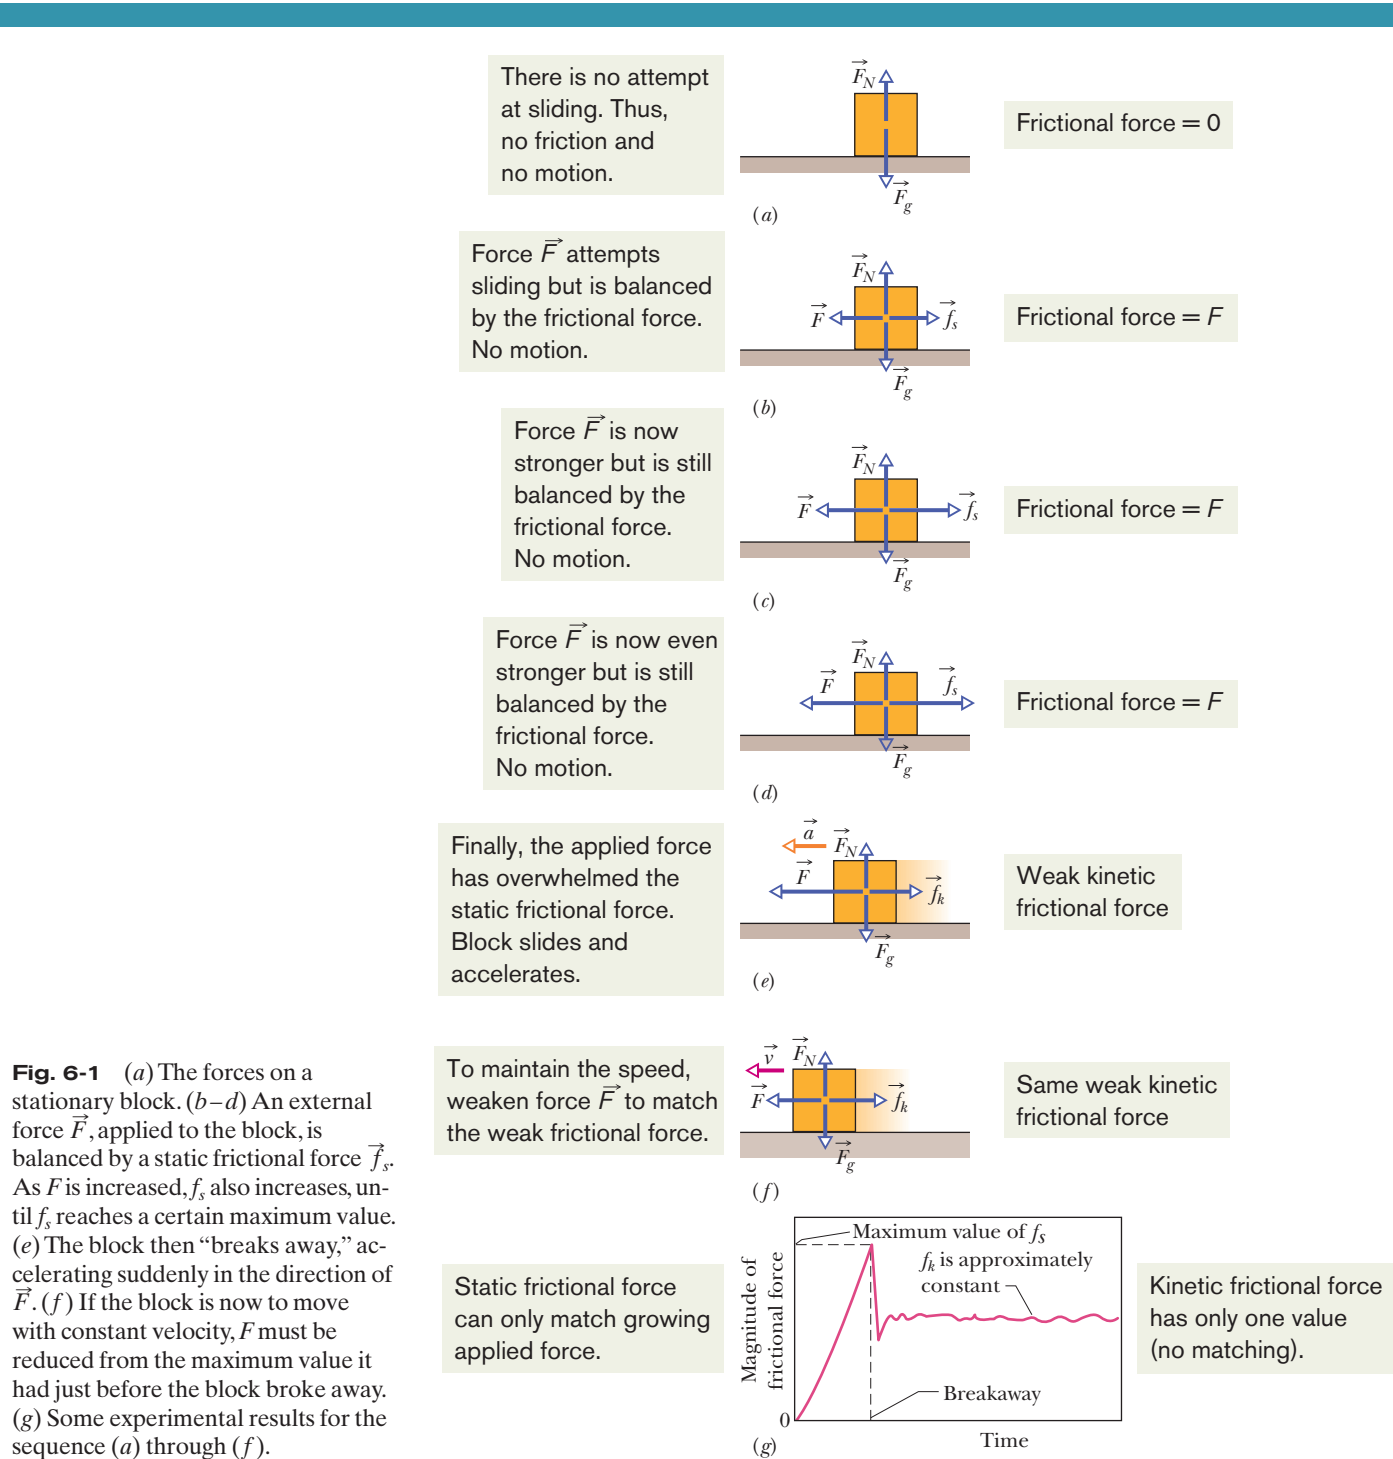 There is no attempt
at sliding. Thus,
no friction and
no motion.
F_N
F_g
Frictional force = 0
(a)
Force F attempts
sliding but is balanced
by the frictional force.
No motion.
F_N
F
f_s
F_g
Frictional force = F
(b)
Force F is now
stronger but is still
balanced by the
frictional force.
No motion.
F_N
F
f_s
F_g
Frictional force = F
(c)
Force F is now even
stronger but is still
balanced by the
frictional force.
No motion.
F_N
F
f_s
F_g
Frictional force = F
(d)
Finally, the applied force
has overwhelmed the
static frictional force.
Block slides and
accelerates.
a
F_N
F
f_k
F_g
Weak kinetic
frictional force
(e)
To maintain the speed,
weaken force F to match
the weak frictional force.
v
F_N
F
f_k
F_g
Same weak kinetic
frictional force
(f)
Static frictional force
can only match growing
applied force.
Magnitude of
frictional force
Maximum value of f_s
f_k is approximately
constant
Breakaway
0
Time
(g)
Kinetic frictional force
has only one value
(no matching).
Fig. 6-1 (a) The forces on a
stationary block. (b–d) An external
force F, applied to the block, is
balanced by a static frictional force f_s.
As F is increased, f_s also increases, un-
til f_s reaches a certain maximum value.
(e) The block then “breaks away,” ac-
celerating suddenly in the direction of
F. (f) If the block is now to move
with constant velocity, F must be
reduced from the maximum value it
had just before the block broke away.
(g) Some experimental results for the
sequence (a) through (f).